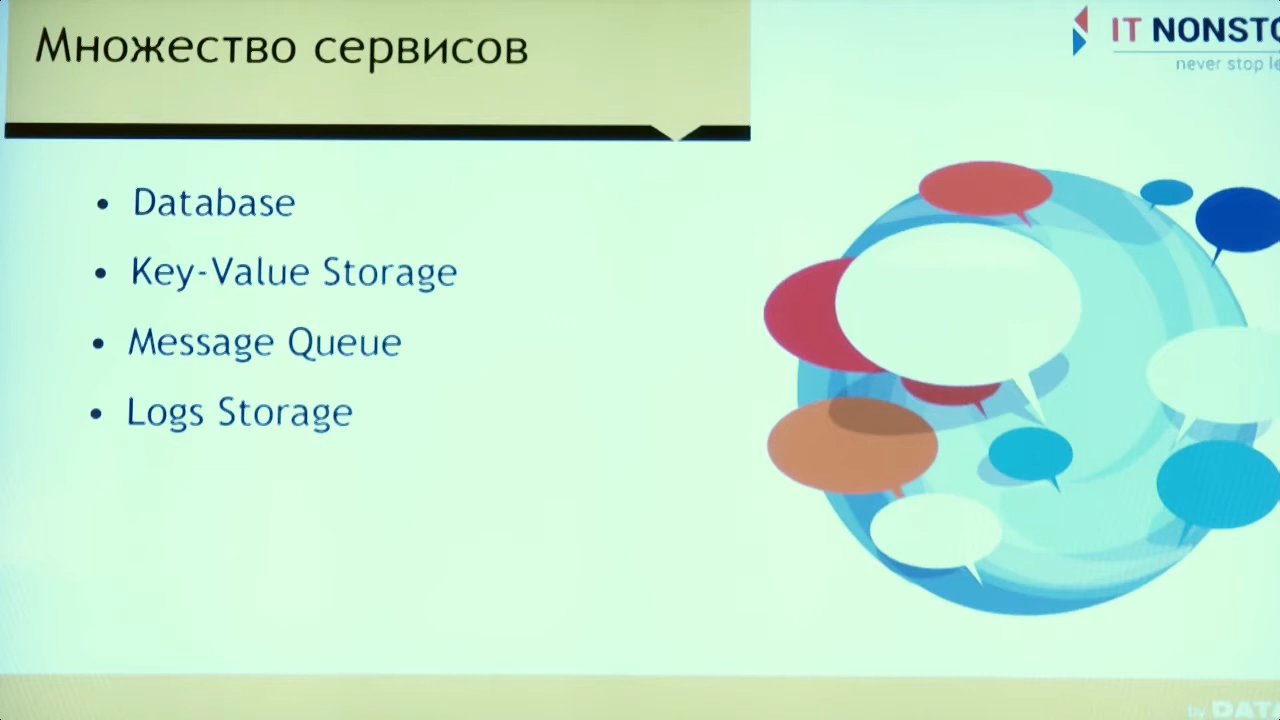 Множество сервисов
IT NONSTO
never stop le
• Database
• Key-Value Storage
• Message Queue
• Logs Storage
by DATA